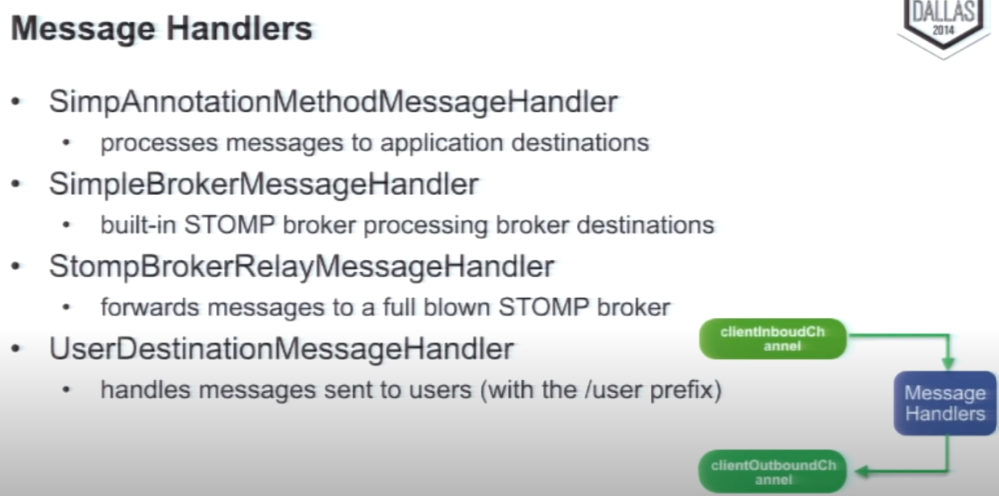 Message Handlers
DALLAS
2014
• SimpAnnotationMethodMessageHandler
• processes messages to application destinations
• SimpleBrokerMessageHandler
• built-in STOMP broker processing broker destinations
• StompBrokerRelayMessageHandler
• forwards messages to a full blown STOMP broker
• UserDestinationMessageHandler
• handles messages sent to users (with the /user prefix)
clientInboudCh
annel
Message
Handlers
clientOutboundCh
annel